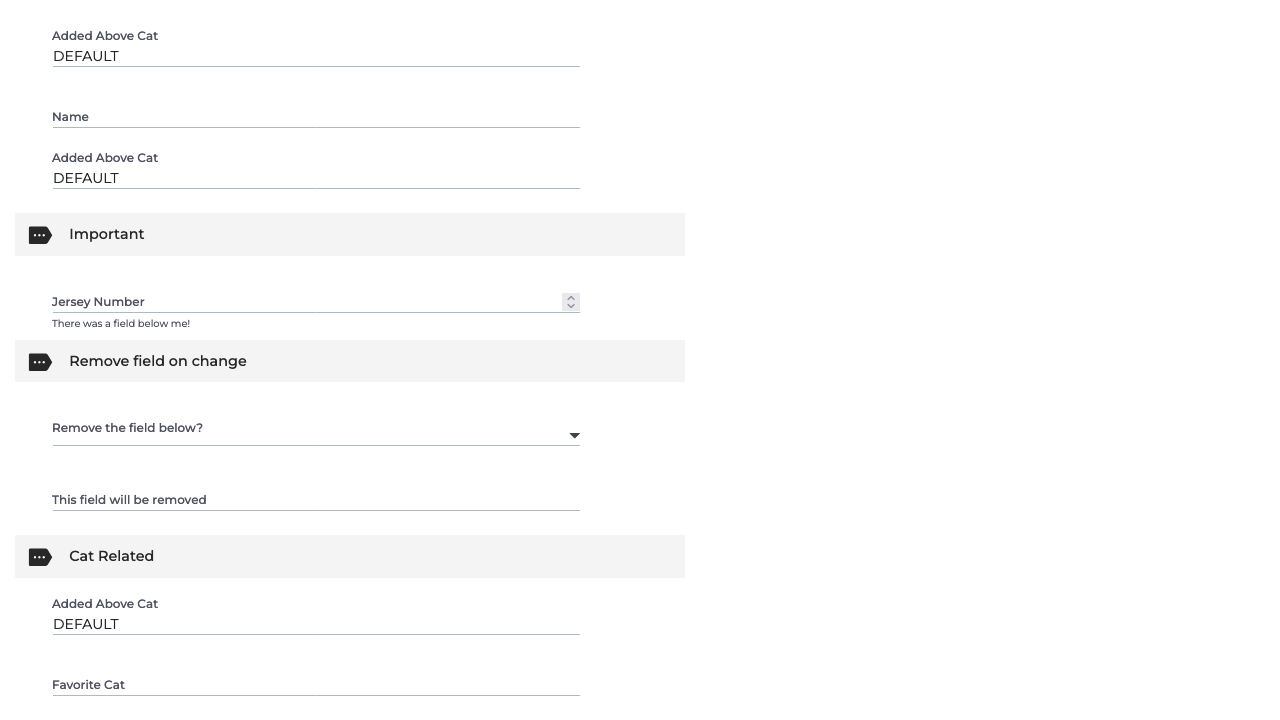 Added Above Cat
DEFAULT
Name
Added Above Cat
DEFAULT
Important
Jersey Number
There was a field below me!
Remove field on change
Remove the field below?
This field will be removed
Cat Related
Added Above Cat
DEFAULT
Favorite Cat